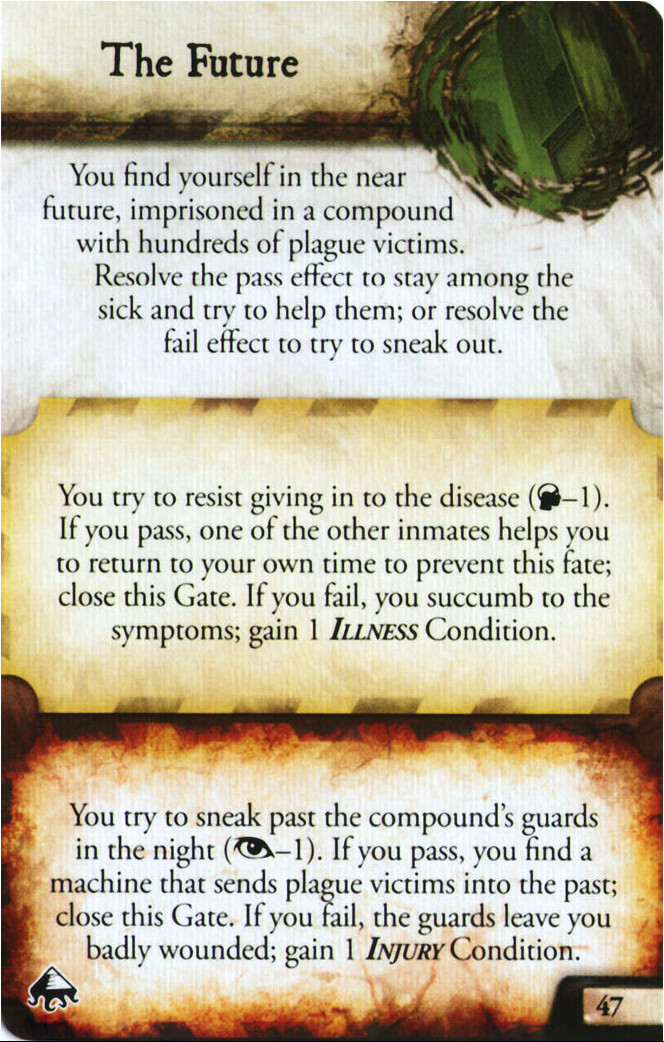 The Future
You find yourself in the near
future, imprisoned in a compound
with hundreds of plague victims.
Resolve the pass effect to stay among the
sick and try to help them; or resolve the
fail effect to try to sneak out.
You try to resist giving in to the disease (–1).
If you pass, one of the other inmates helps you
to return to your own time to prevent this fate;
close this Gate. If you fail, you succumb to the
symptoms; gain 1 ILLNESS Condition.
You try to sneak past the compound's guards
in the night (–1). If you pass, you find a
machine that sends plague victims into the past;
close this Gate. If you fail, the guards leave you
badly wounded; gain 1 INJURY Condition.
47